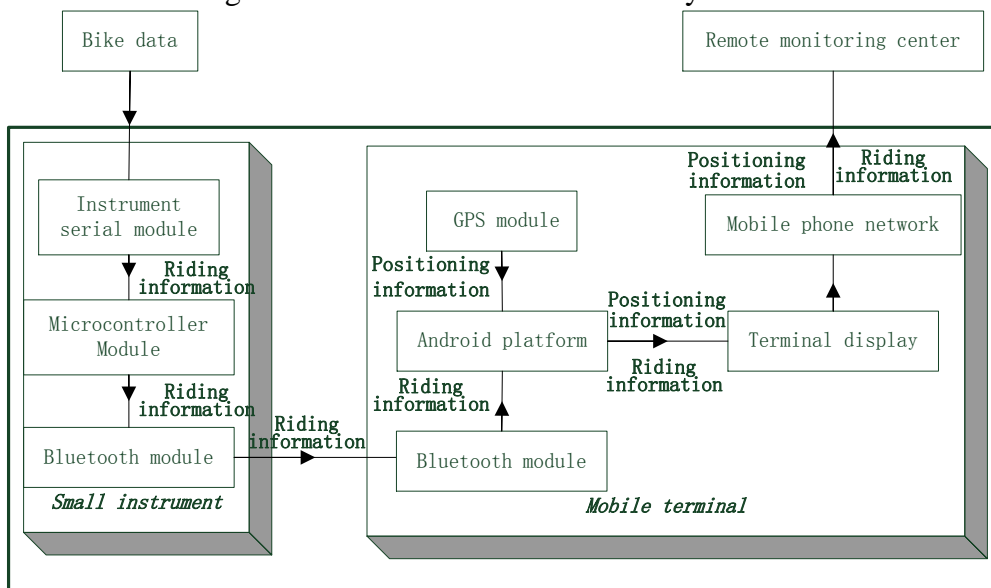 Bike data
Remote monitoring center
Instrument
serial module
Riding
information
Microcontroller
Module
Riding
information
Bluetooth module
Small instrument
Riding
information
GPS module
Positioning
information
Android platform
Riding
information
Bluetooth module
Positioning
information
Riding
information
Terminal display
Mobile phone network
Positioning
information
Riding
information
Mobile terminal